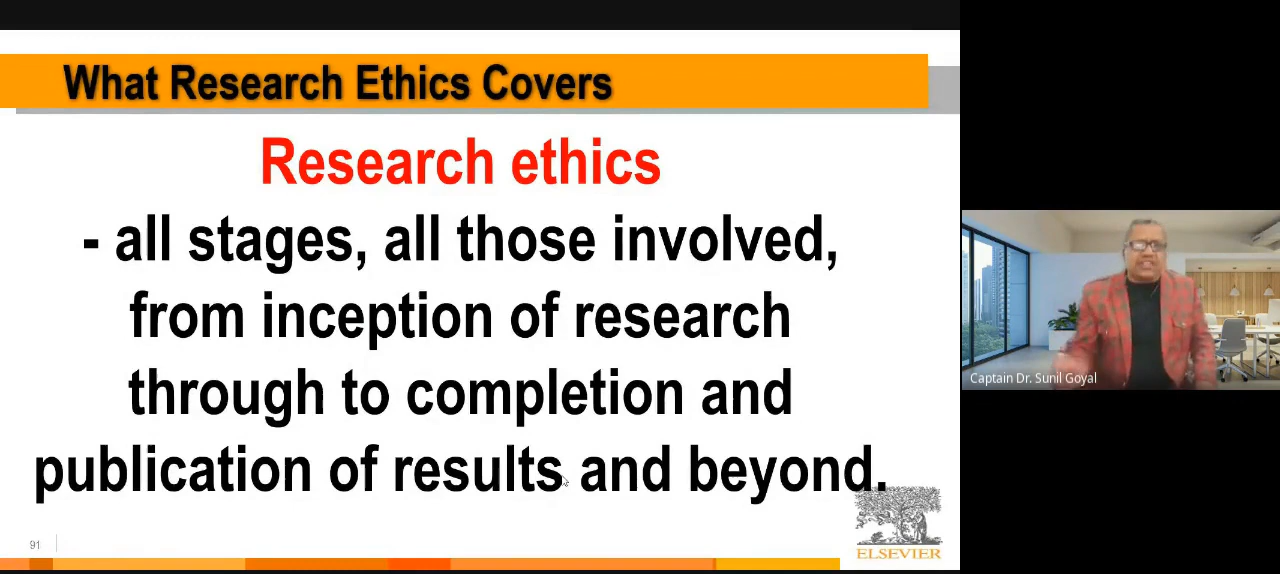 What Research Ethics Covers
Research ethics
- all stages, all those involved,
from inception of research
through to completion and
publication of results and beyond.
91
ELSEVIER
Captain Dr. Sunil Goyal